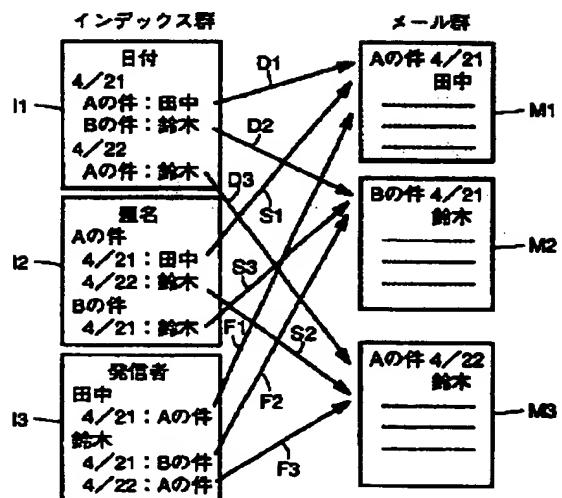 インデックス群
メール群
I1
日付
4/21
Aの件:田中
Bの件:鈴木
4/22
Aの件:鈴木
I2
題名
Aの件
4/21:田中
4/22:鈴木
Bの件
4/21:鈴木
I3
発信者
田中
4/21:Aの件
鈴木
4/21:Bの件
4/22:Aの件
D1
D2
D3
S1
S3
F1
S2
F2
F3
Aの件 4/21
田中
M1
Bの件 4/21
鈴木
M2
Aの件 4/22
鈴木
M3